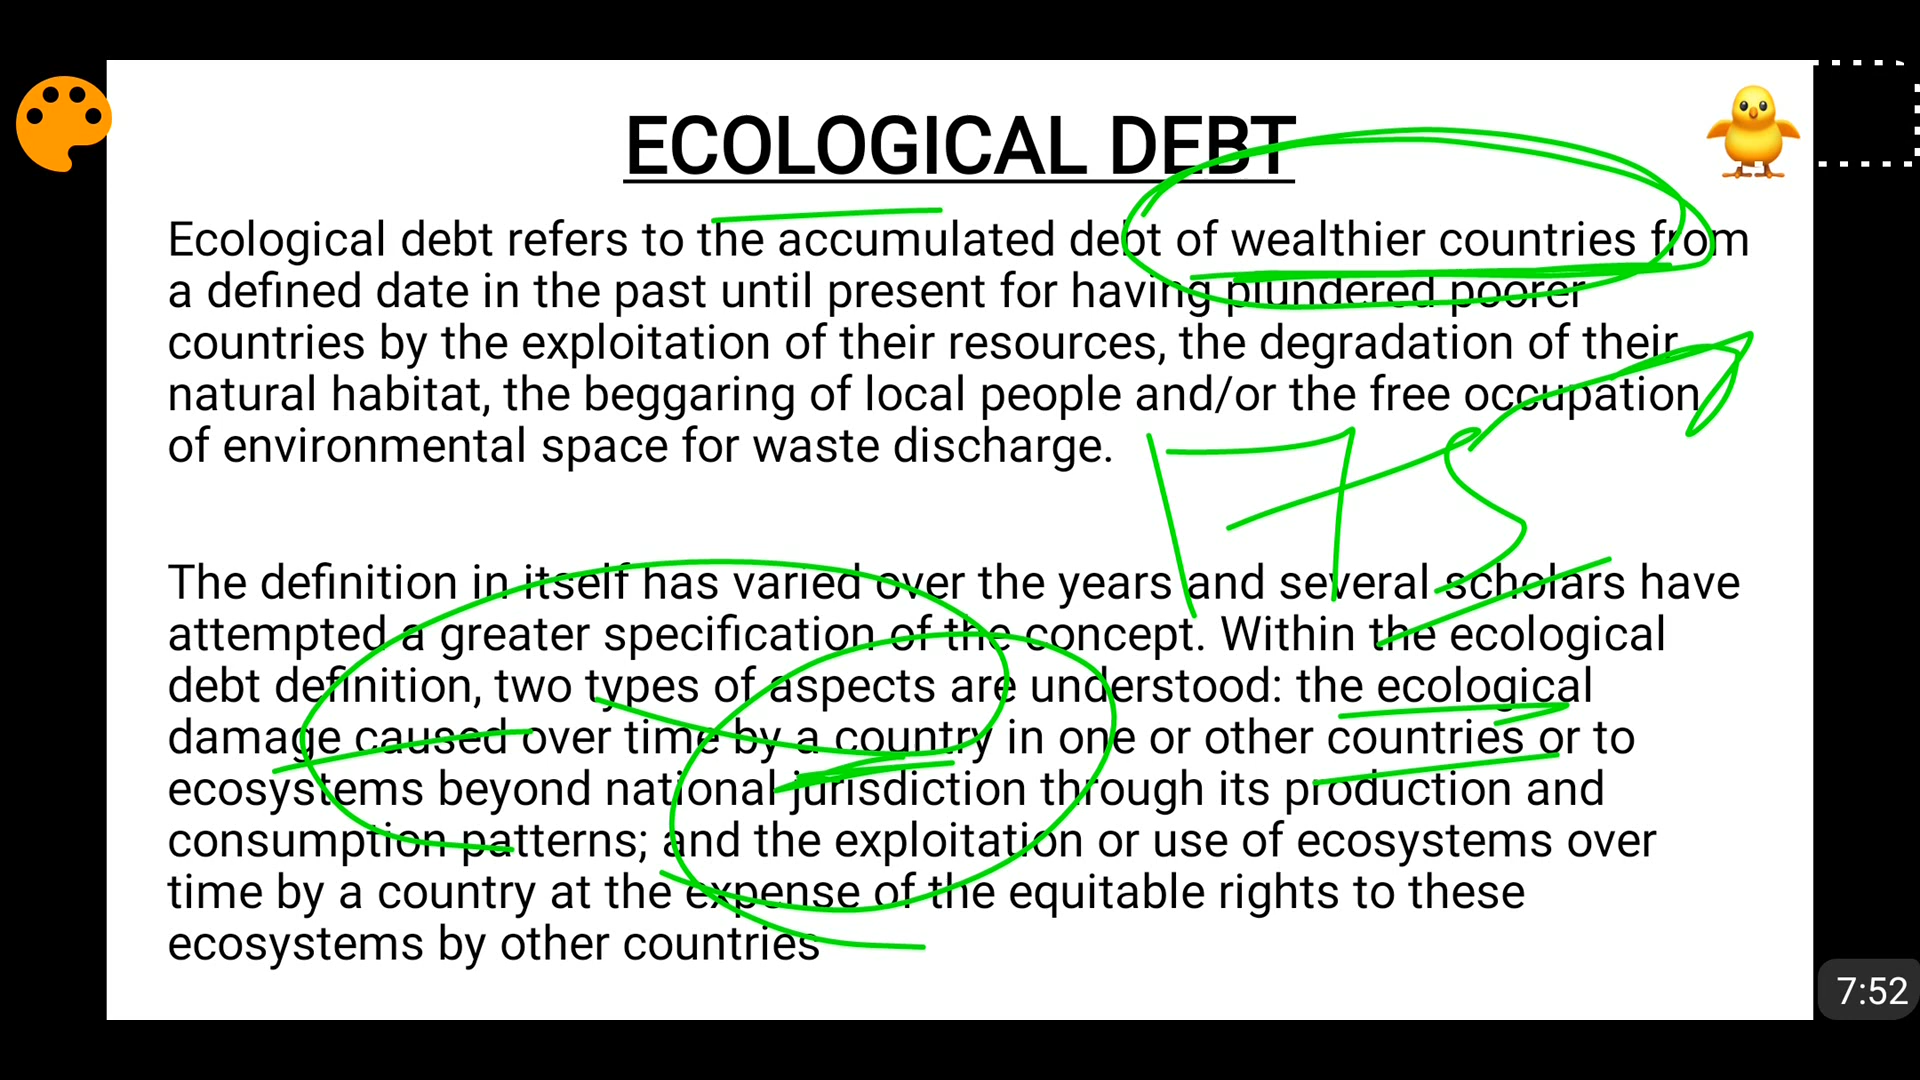 ECOLOGICAL DEBT
Ecological debt refers to the accumulated debt of wealthier countries from
a defined date in the past until present for having plundered poorer
countries by the exploitation of their resources, the degradation of their
natural habitat, the beggaring of local people and/or the free occupation
of environmental space for waste discharge.
175
The definition in itself has varied over the years and several scholars have
attempted a greater specification of the concept. Within the ecological
debt definition, two types of aspects are understood: the ecological
damage caused over time by a country in one or other countries or to
ecosystems beyond national jurisdiction through its production and
consumption patterns; and the exploitation or use of ecosystems over
time by a country at the expense of the equitable rights to these
ecosystems by other countries
7:52